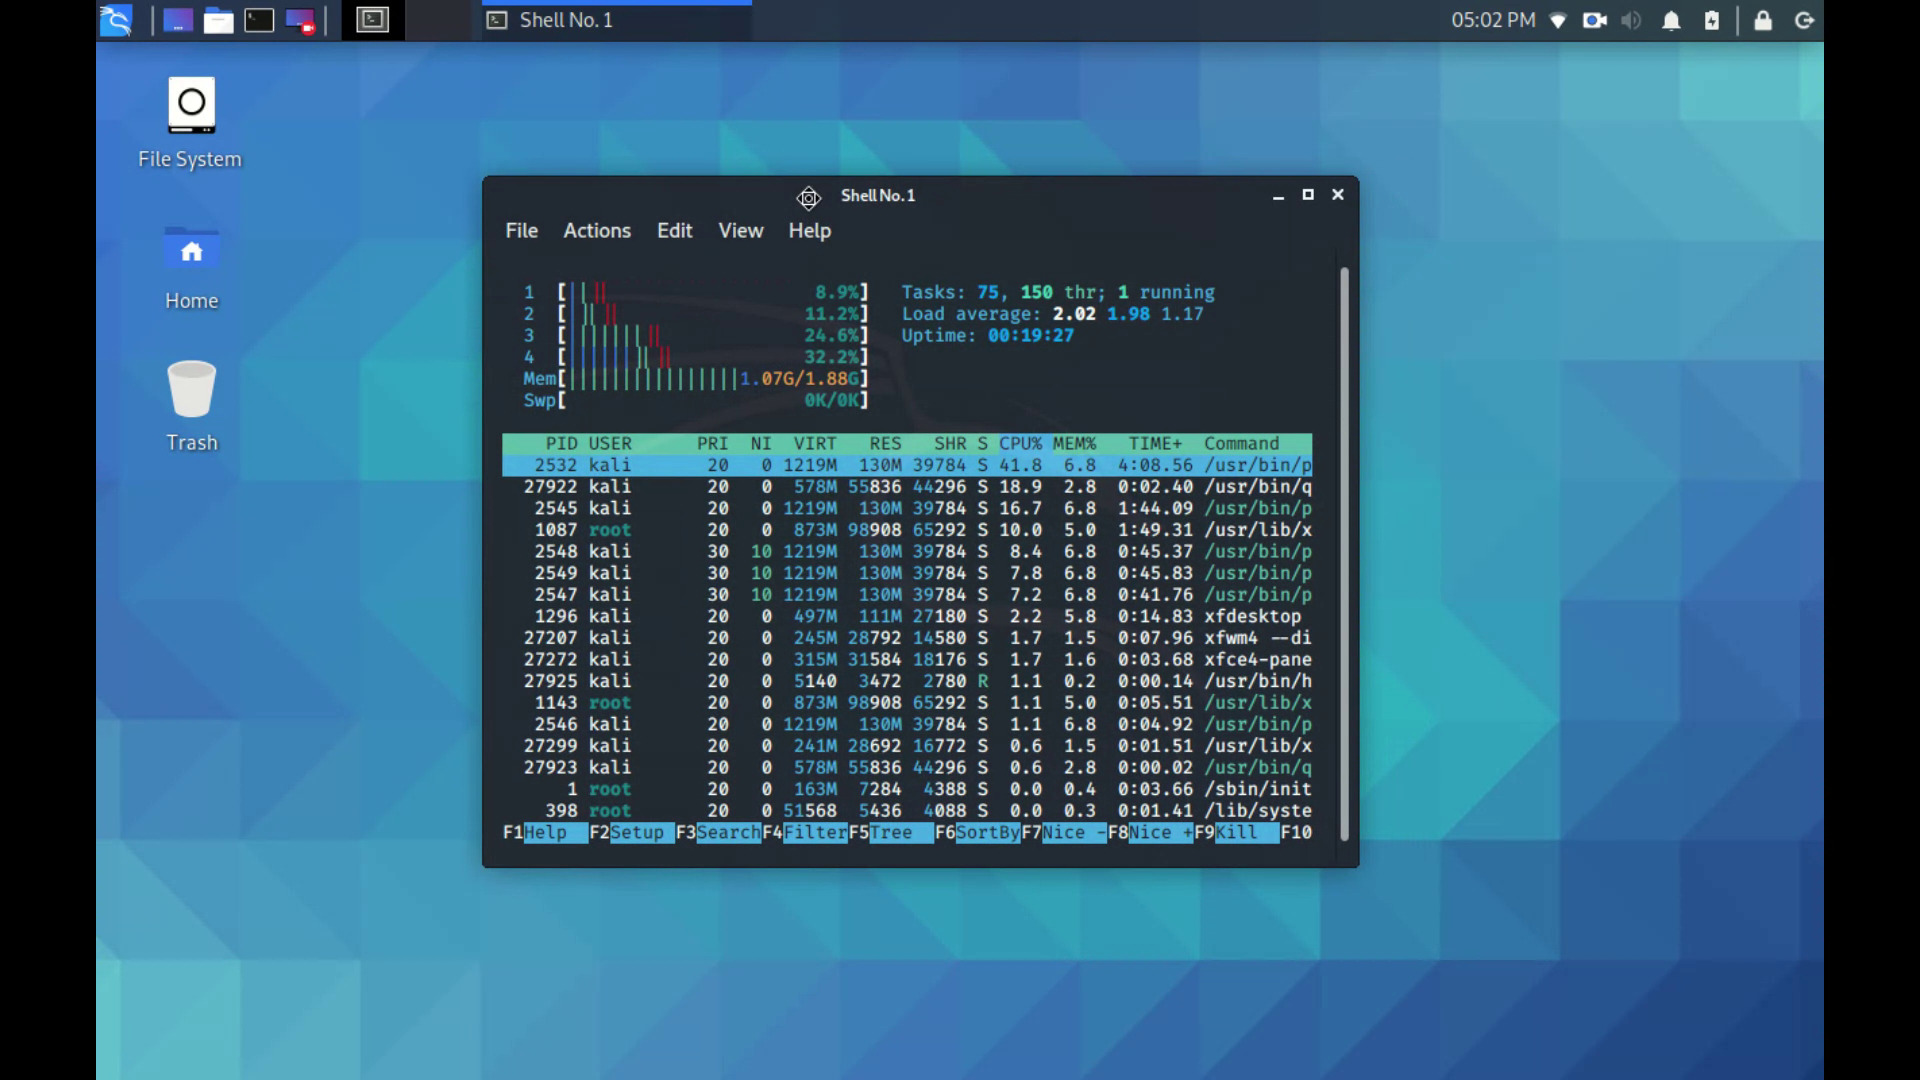 Shell No. 1
05:02 PM
File System
Home
Trash
Shell No. 1
File Actions Edit View Help
1 [|||| 8.9%] Tasks: 75, 150 thr; 1 running
2 [||||| 11.2%] Load average: 2.02 1.98 1.17
3 [||||||||| 24.6%] Uptime: 00:19:27
4 [|||||||||| 32.2%]
Mem[||||||||||||||||1.07G/1.88G]
Swp[ 0K/0K]
PID USER PRI NI VIRT RES SHR S CPU% MEM% TIME+ Command
2532 kali 20 0 1219M 130M 39784 S 41.8 6.8 4:08.56 /usr/bin/p
27922 kali 20 0 578M 55836 44296 S 18.9 2.8 0:02.40 /usr/bin/q
2545 kali 20 0 1219M 130M 39784 S 16.7 6.8 1:44.09 /usr/bin/p
1087 root 20 0 873M 98908 65292 S 10.0 5.0 1:49.31 /usr/lib/x
2548 kali 30 10 1219M 130M 39784 S 8.4 6.8 0:45.37 /usr/bin/p
2549 kali 30 10 1219M 130M 39784 S 7.8 6.8 0:45.83 /usr/bin/p
2547 kali 30 10 1219M 130M 39784 S 7.2 6.8 0:41.76 /usr/bin/p
1296 kali 20 0 497M 111M 27180 S 2.2 5.8 0:14.83 xfdesktop
27207 kali 20 0 245M 28792 14580 S 1.7 1.5 0:07.96 xfwm4 --di
27272 kali 20 0 315M 31584 18176 S 1.7 1.6 0:03.68 xfce4-pane
27925 kali 20 0 5140 3472 2780 R 1.1 0.2 0:00.14 /usr/bin/h
1143 root 20 0 873M 98908 65292 S 1.1 5.0 0:05.51 /usr/lib/x
2546 kali 20 0 1219M 130M 39784 S 1.1 6.8 0:04.92 /usr/bin/p
27299 kali 20 0 241M 28692 16772 S 0.6 1.5 0:01.51 /usr/lib/x
27923 kali 20 0 578M 55836 44296 S 0.6 2.8 0:00.02 /usr/bin/q
1 root 20 0 163M 7284 4388 S 0.0 0.4 0:03.66 /sbin/init
398 root 20 0 51568 5436 4088 S 0.0 0.3 0:01.41 /lib/syste
F1Help F2Setup F3SearchF4FilterF5Tree F6SortByF7Nice -F8Nice +F9Kill F10